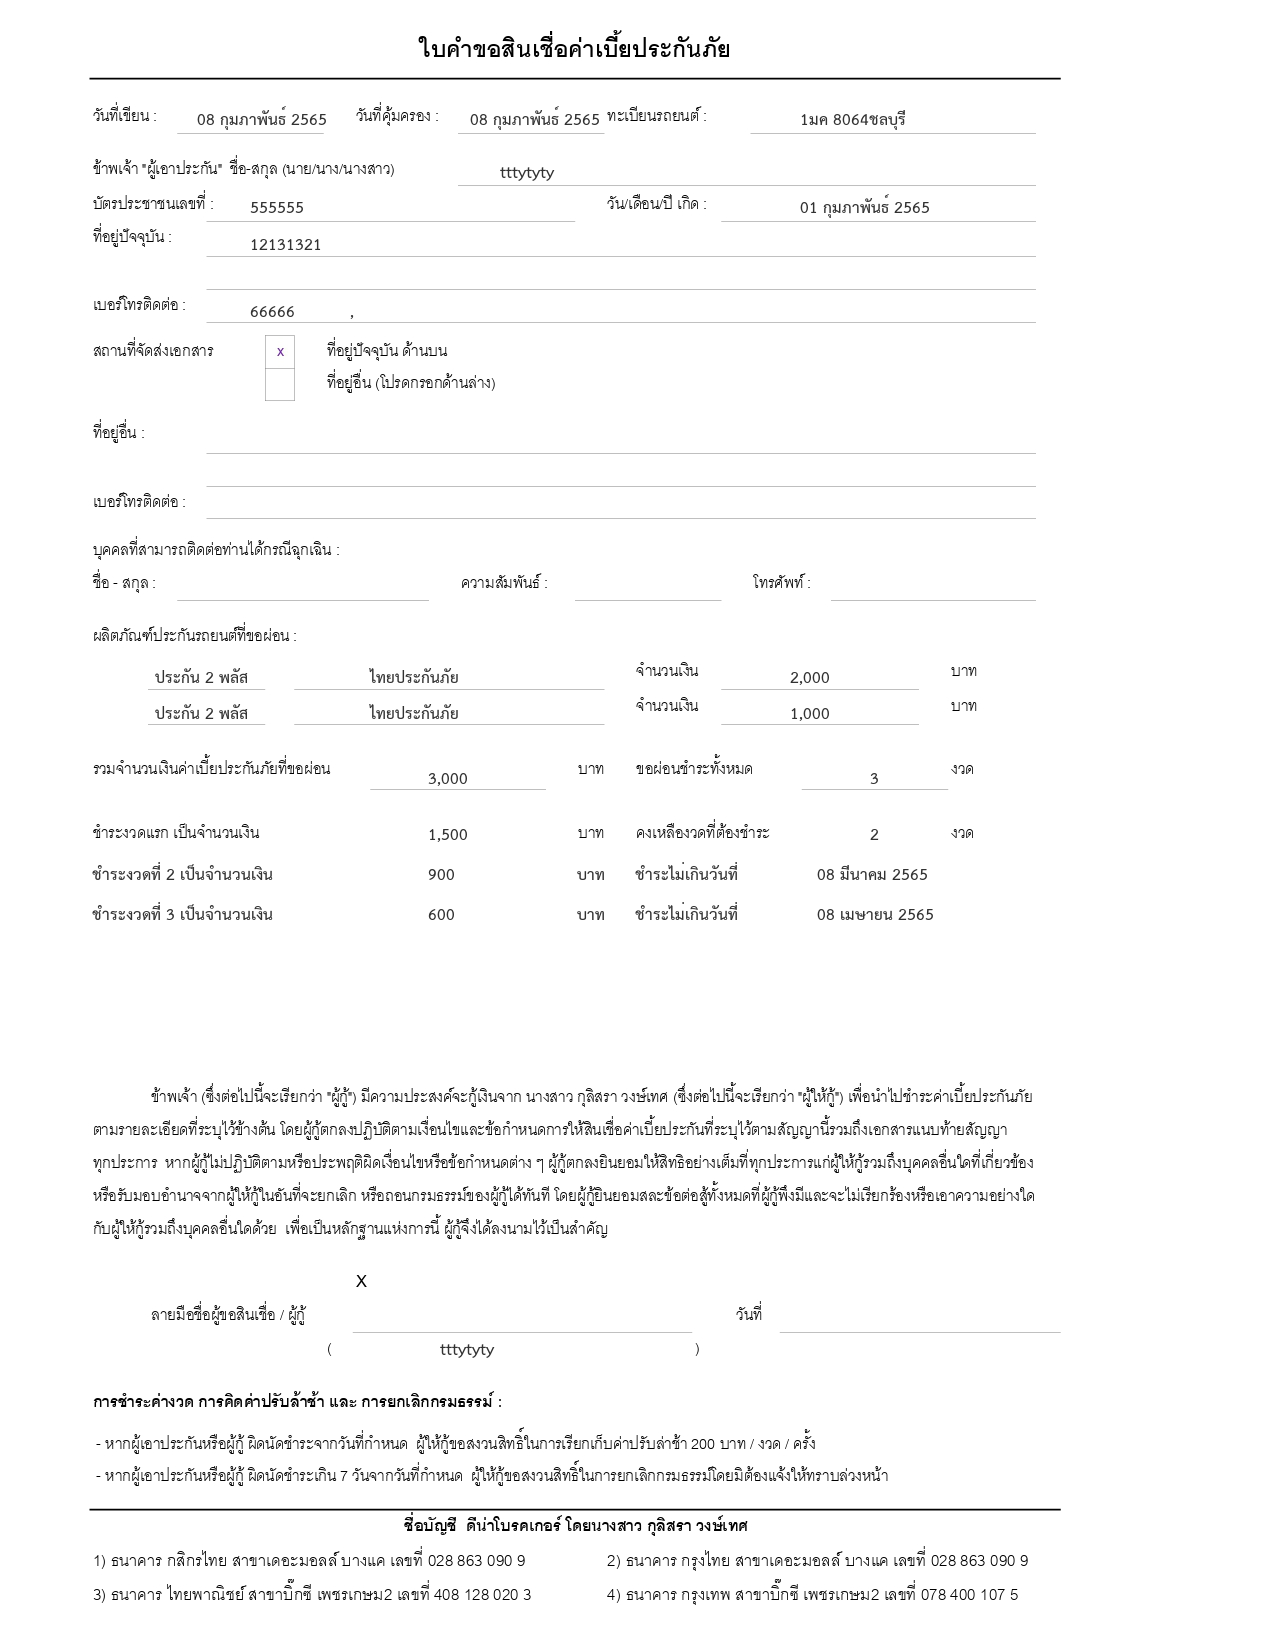 ใบคำขอสินเชื่อค่าเบี้ยประกันภัย
วันที่เขียน : 08 กุมภาพันธ์ 2565 วันที่คุ้มครอง : 08 กุมภาพันธ์ 2565 ทะเบียนรถยนต์ : 1มค 8064ชลบุรี
ข้าพเจ้า "ผู้เอาประกัน" ชื่อ-สกุล (นาย/นาง/นางสาว) tttytyty
บัตรประชาชนเลขที่ : 555555 วัน/เดือน/ปี เกิด : 01 กุมภาพันธ์ 2565
ที่อยู่ปัจจุบัน : 12131321
เบอร์โทรติดต่อ : 66666 ,
สถานที่จัดส่งเอกสาร x ที่อยู่ปัจจุบัน ด้านบน
ที่อยู่อื่น (โปรดกรอกด้านล่าง)
ที่อยู่อื่น :
เบอร์โทรติดต่อ :
บุคคลที่สามารถติดต่อท่านได้กรณีฉุกเฉิน :
ชื่อ - สกุล : ความสัมพันธ์ : โทรศัพท์ :
ผลิตภัณฑ์ประกันรถยนต์ที่ขอผ่อน :
ประกัน 2 พลัส ไทยประกันภัย จำนวนเงิน 2,000 บาท
ประกัน 2 พลัส ไทยประกันภัย จำนวนเงิน 1,000 บาท
รวมจำนวนเงินค่าเบี้ยประกันภัยที่ขอผ่อน 3,000 บาท ขอผ่อนชำระทั้งหมด 3 งวด
ชำระงวดแรก เป็นจำนวนเงิน 1,500 บาท คงเหลืองวดที่ต้องชำระ 2 งวด
ชำระงวดที่ 2 เป็นจำนวนเงิน 900 บาท ชำระไม่เกินวันที่ 08 มีนาคม 2565
ชำระงวดที่ 3 เป็นจำนวนเงิน 600 บาท ชำระไม่เกินวันที่ 08 เมษายน 2565
ข้าพเจ้า (ซึ่งต่อไปนี้จะเรียกว่า "ผู้กู้") มีความประสงค์จะกู้เงินจาก นางสาว กุลิสรา วงษ์เทศ (ซึ่งต่อไปนี้จะเรียกว่า "ผู้ให้กู้") เพื่อนำไปชำระค่าเบี้ยประกันภัย
ตามรายละเอียดที่ระบุไว้ข้างต้น โดยผู้กู้ตกลงปฏิบัติตามเงื่อนไขและข้อกำหนดการให้สินเชื่อค่าเบี้ยประกันที่ระบุไว้ตามสัญญานี้รวมถึงเอกสารแนบท้ายสัญญา
ทุกประการ หากผู้กู้ไม่ปฏิบัติตามหรือประพฤติผิดเงื่อนไขหรือข้อกำหนดต่าง ๆ ผู้กู้ตกลงยินยอมให้สิทธิอย่างเต็มที่ทุกประการแก่ผู้ให้กู้รวมถึงบุคคลอื่นใดที่เกี่ยวข้อง
หรือรับมอบอำนาจจากผู้ให้กู้ในอันที่จะยกเลิก หรือถอนกรมธรรม์ของผู้กู้ได้ทันที โดยผู้กู้ยินยอมสละข้อต่อสู้ทั้งหมดที่ผู้กู้พึงมีและจะไม่เรียกร้องหรือเอาความอย่างใด
กับผู้ให้กู้รวมถึงบุคคลอื่นใดด้วย เพื่อเป็นหลักฐานแห่งการนี้ ผู้กู้จึงได้ลงนามไว้เป็นสำคัญ
X
ลายมือชื่อผู้ขอสินเชื่อ / ผู้กู้ วันที่
( tttytyty )
การชำระค่างวด การคิดค่าปรับล้าช้า และ การยกเลิกกรมธรรม์ :
- หากผู้เอาประกันหรือผู้กู้ ผิดนัดชำระจากวันที่กำหนด ผู้ให้กู้ขอสงวนสิทธิ์ในการเรียกเก็บค่าปรับล่าช้า 200 บาท / งวด / ครั้ง
- หากผู้เอาประกันหรือผู้กู้ ผิดนัดชำระเกิน 7 วันจากวันที่กำหนด ผู้ให้กู้ขอสงวนสิทธิ์ในการยกเลิกกรมธรรม์โดยมิต้องแจ้งให้ทราบล่วงหน้า
ชื่อบัญชี ดีน่าโบรคเกอร์ โดยนางสาว กุลิสรา วงษ์เทศ
1) ธนาคาร กสิกรไทย สาขาเดอะมอลล์ บางแค เลขที่ 028 863 090 9 2) ธนาคาร กรุงไทย สาขาเดอะมอลล์ บางแค เลขที่ 028 863 090 9
3) ธนาคาร ไทยพาณิชย์ สาขาบิ๊กซี เพชรเกษม2 เลขที่ 408 128 020 3 4) ธนาคาร กรุงเทพ สาขาบิ๊กซี เพชรเกษม2 เลขที่ 078 400 107 5